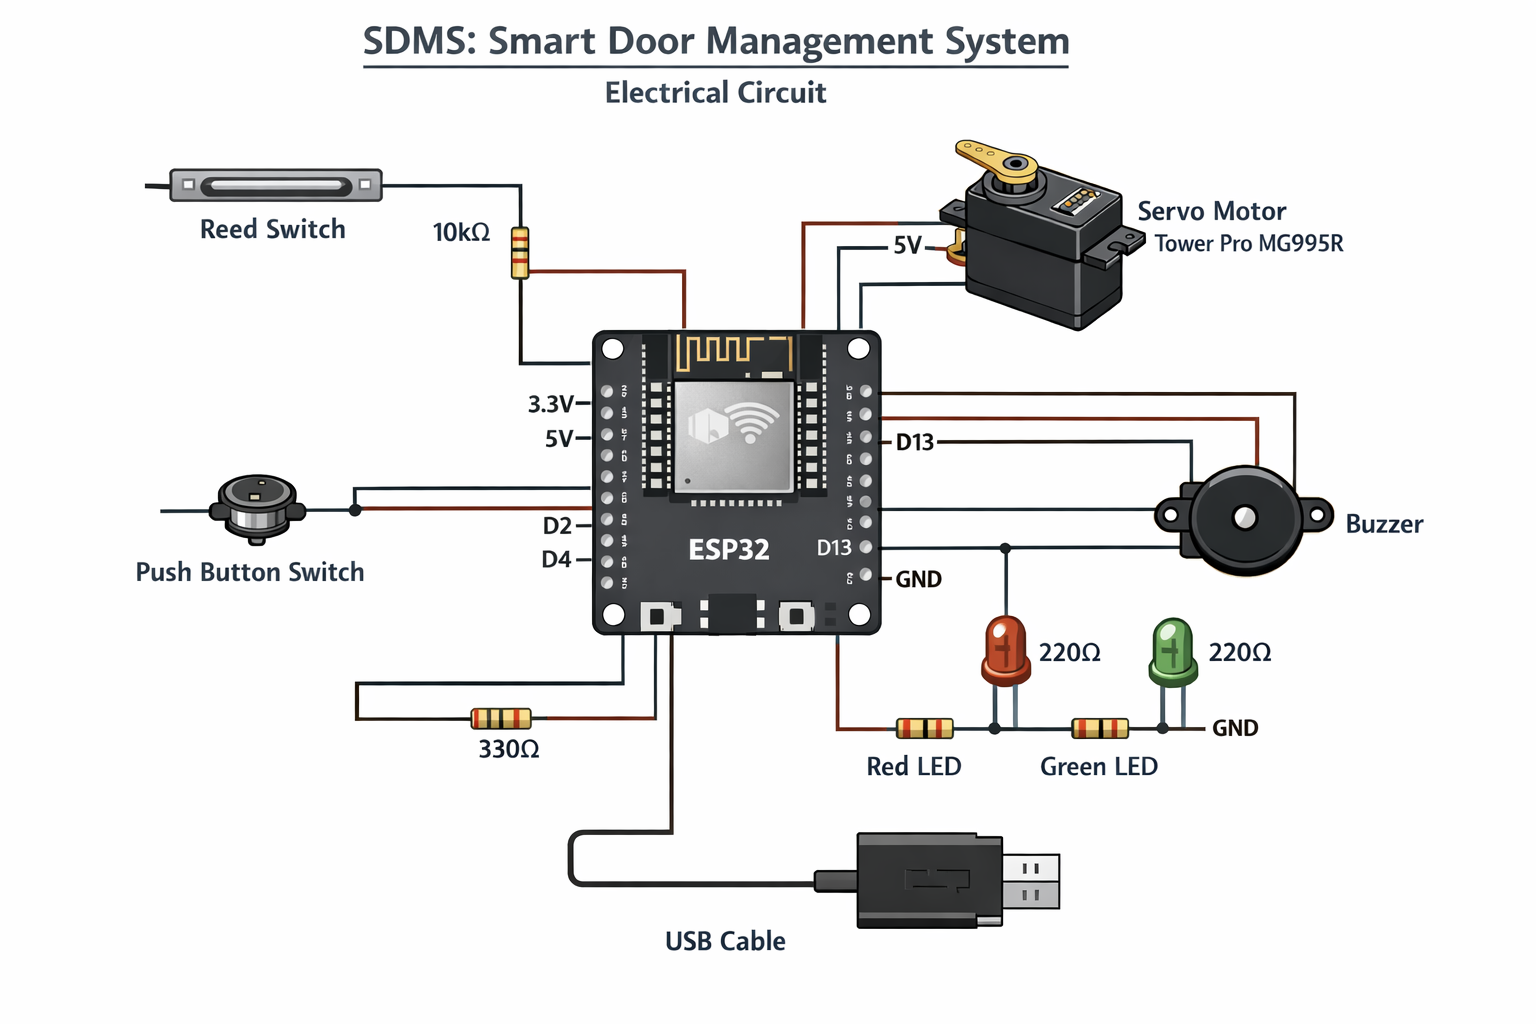 SDMS: Smart Door Management System
Electrical Circuit
Reed Switch
10kΩ
5V
Servo Motor
Tower Pro MG995R
3.3V
5V
D13
Push Button Switch
D2
D4
ESP32
D13
GND
Buzzer
220Ω
220Ω
330Ω
Red LED
Green LED
GND
USB Cable